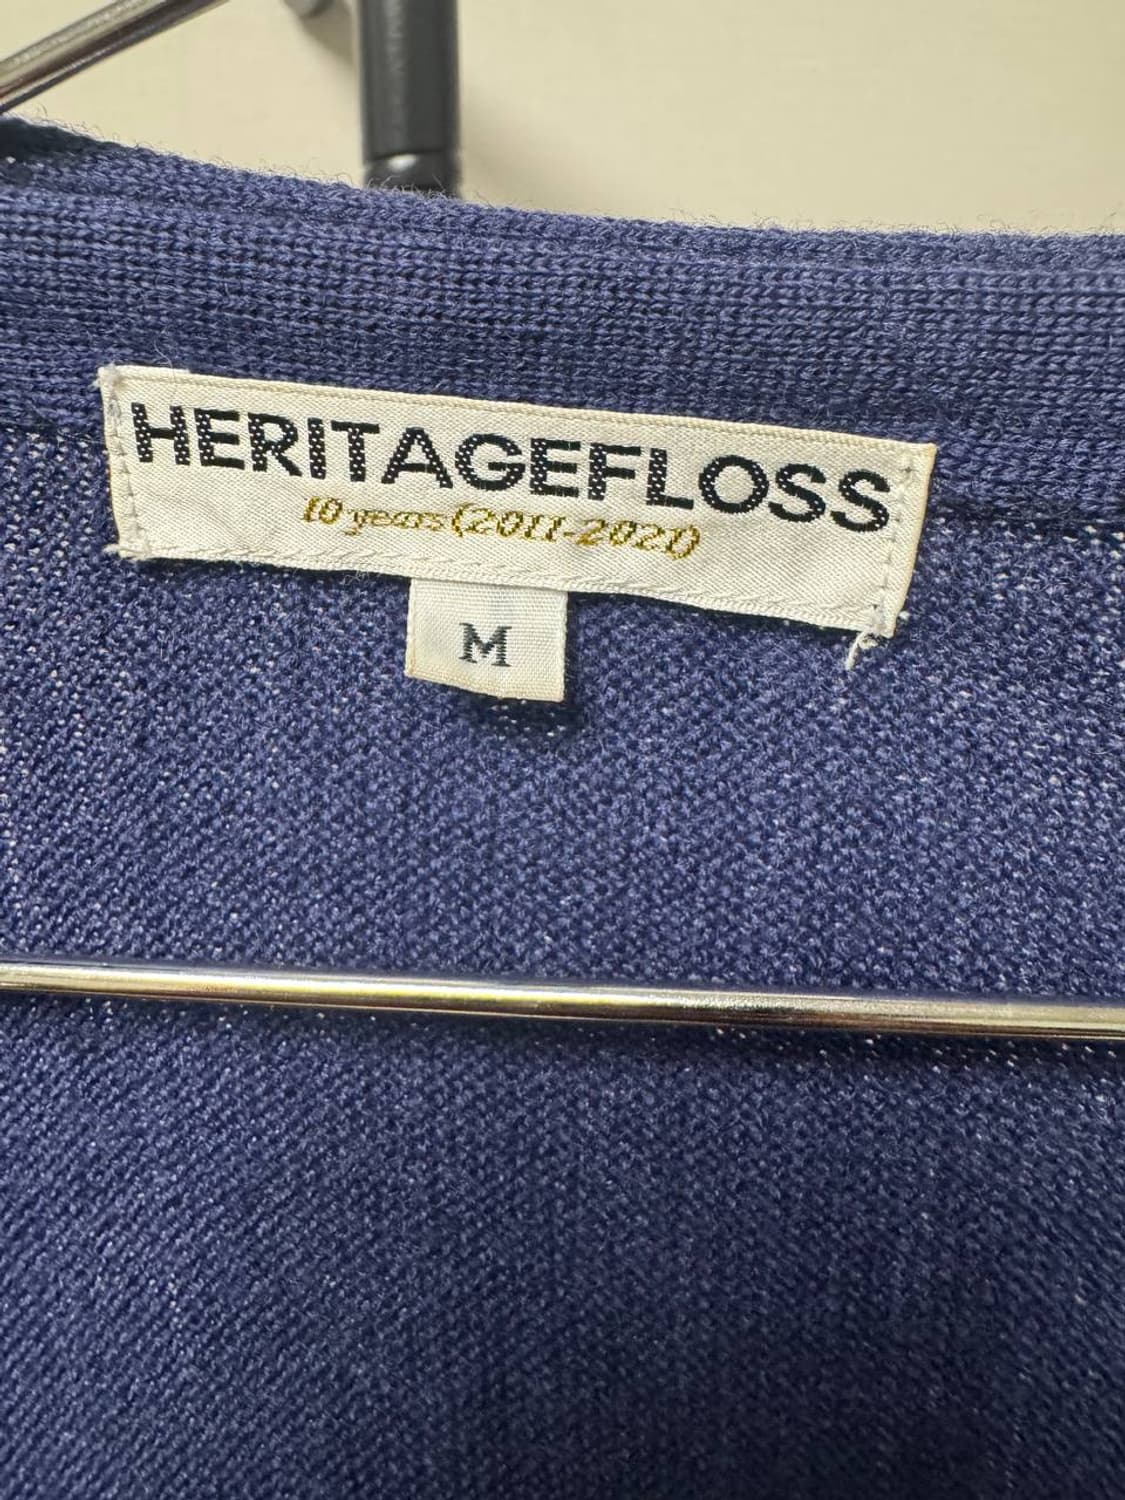 HERITAGEFLOSS
10 years (2011-2021)
M